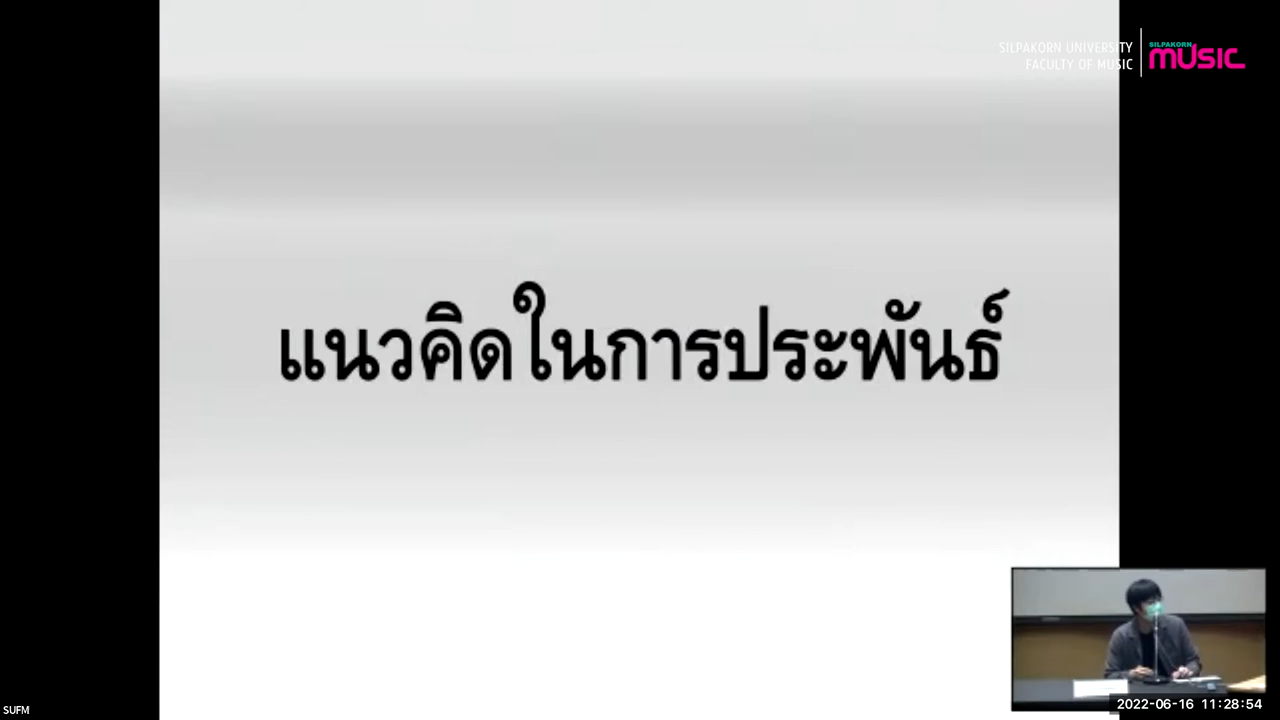 SILPAKORN UNIVERSITY
FACULTY OF MUSIC
SILPAKORN
MUSIC
แนวคิดในการประพันธ์
SUFM
2022-06-16 11:28:54